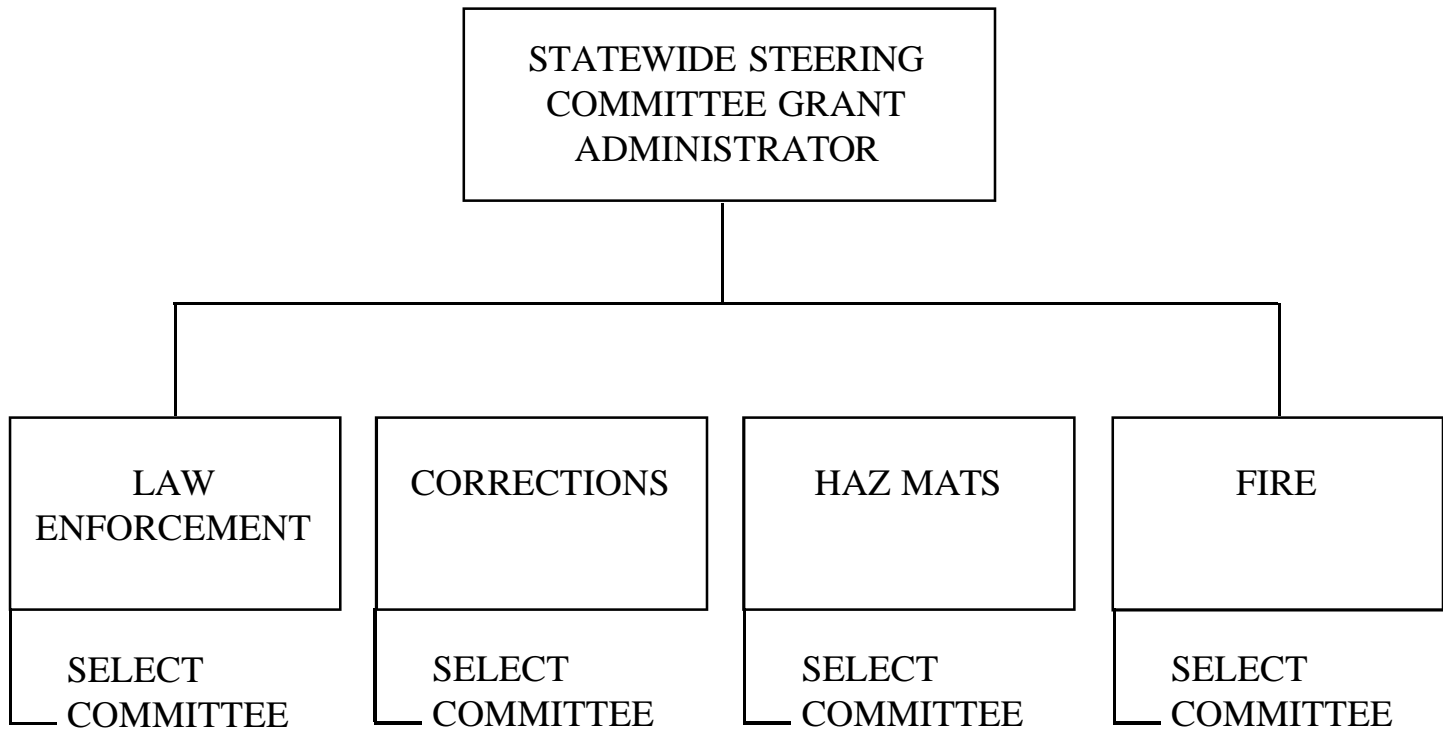 STATEWIDE STEERING
COMMITTEE GRANT
ADMINISTRATOR
LAW
ENFORCEMENT
CORRECTIONS
HAZ MATS
FIRE
SELECT
COMMITTEE
SELECT
COMMITTEE
SELECT
COMMITTEE
SELECT
COMMITTEE